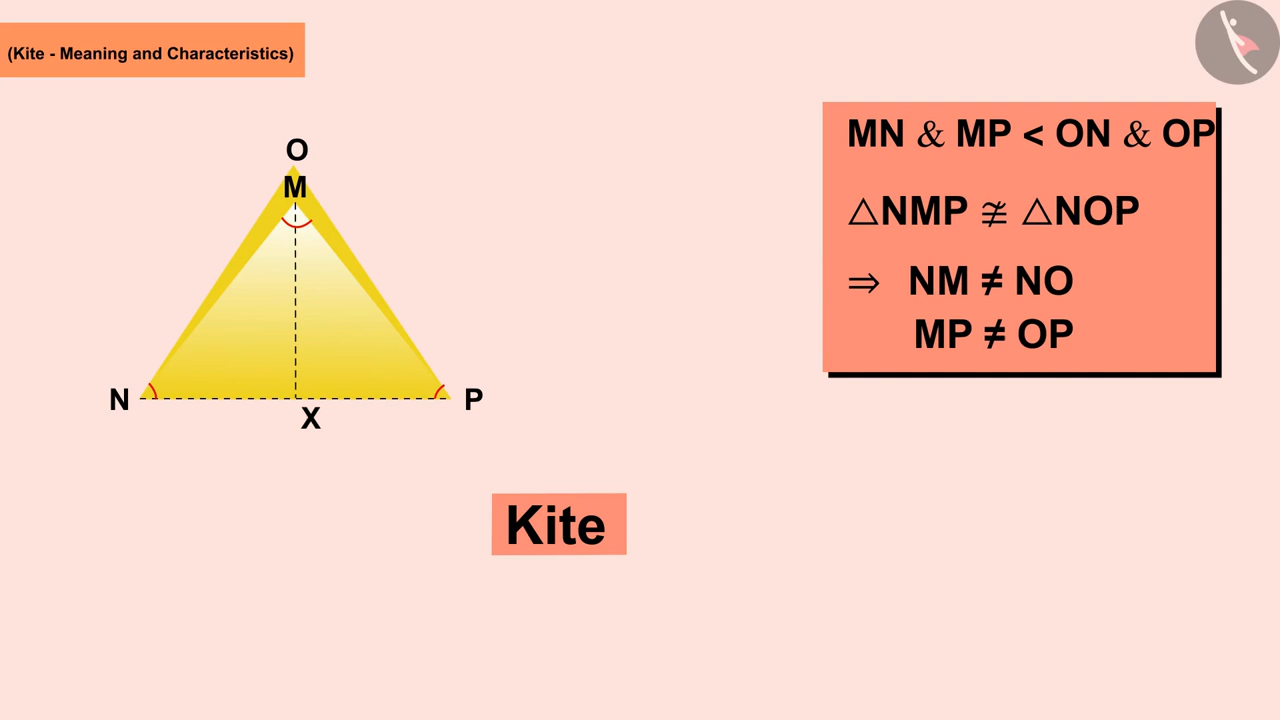 (Kite - Meaning and Characteristics)
O
M
N
P
X
MN & MP < ON & OP
△NMP ≇ △NOP
⇒ NM ≠ NO
MP ≠ OP
Kite